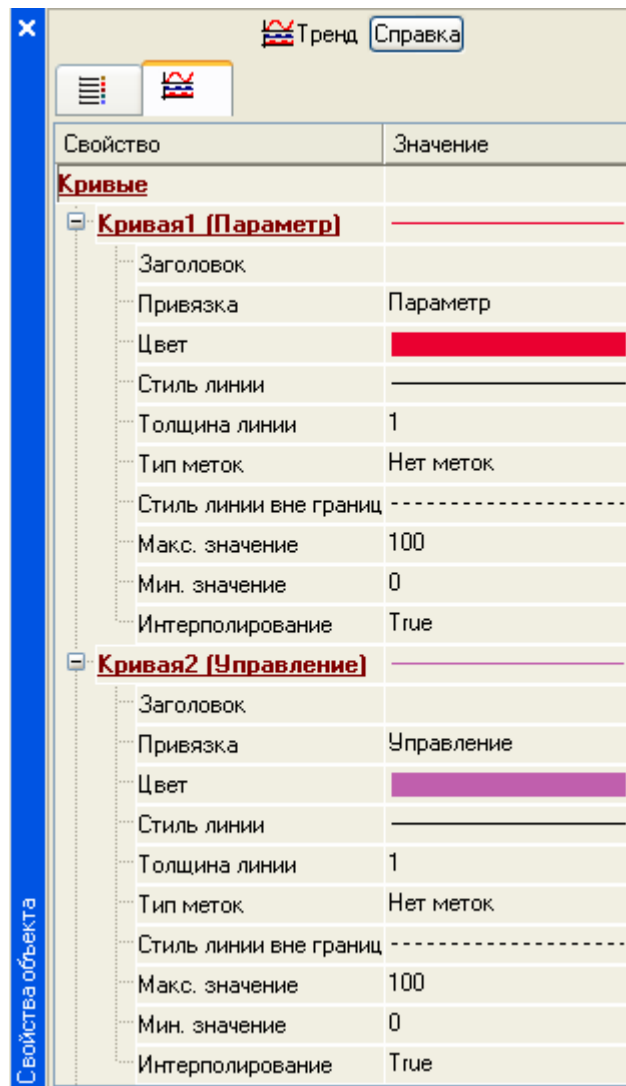 Тренд Справка
Свойство Значение
Кривые
Кривая1 (Параметр)
Заголовок
Привязка Параметр
Цвет
Стиль линии
Толщина линии 1
Тип меток Нет меток
Стиль линии вне границ
Макс. значение 100
Мин. значение 0
Интерполирование True
Кривая2 (Управление)
Заголовок
Привязка Управление
Цвет
Стиль линии
Толщина линии 1
Тип меток Нет меток
Стиль линии вне границ
Макс. значение 100
Мин. значение 0
Интерполирование True
Свойства объекта